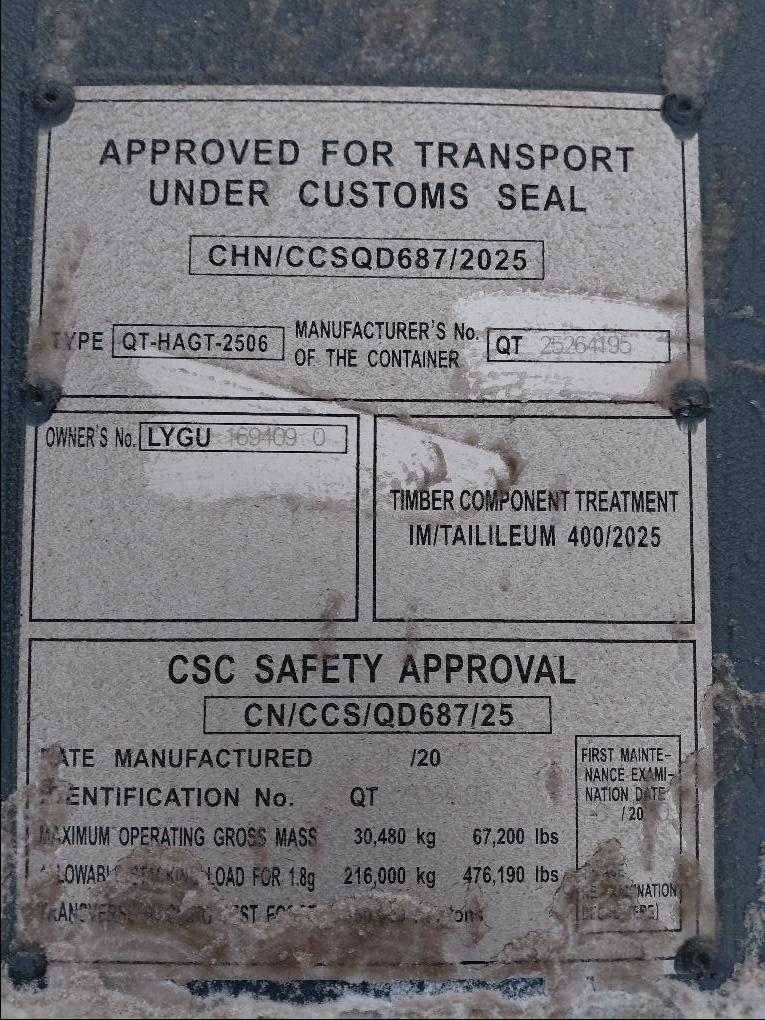 APPROVED FOR TRANSPORT
UNDER CUSTOMS SEAL
CHN/CCSQD687/2025
TYPE QT-HAGT-2506
MANUFACTURER'S No.
OF THE CONTAINER
QT 25264195
OWNER'S No. LYGU 169409 0
TIMBER COMPONENT TREATMENT
IM/TAILILEUM 400/2025
CSC SAFETY APPROVAL
CN/CCS/QD687/25
DATE MANUFACTURED /20
IDENTIFICATION No. QT
MAXIMUM OPERATING GROSS MASS 30,480 kg 67,200 lbs
LOAD FOR 1.8g 216,000 kg 476,190 lbs
FIRST MAINTE-
NANCE EXAMI-
NATION DATE
/20